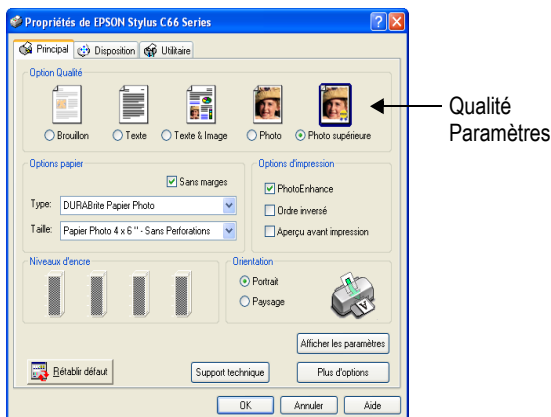 Propriétés de EPSON Stylus C66 Series
Principal Disposition Utilitaire
Option Qualité
Brouillon Texte Texte & Image Photo Photo supérieure
Qualité
Paramètres
Options papier
Sans marges
Type: DURABrite Papier Photo
Taille: Papier Photo 4 x 6 " - Sans Perforations
Options d'impression
PhotoEnhance
Ordre inversé
Aperçu avant impression
Niveaux d'encre
Orientation
Portrait
Paysage
Afficher les paramètres
Rétablir défaut Support technique Plus d'options
OK Annuler Aide